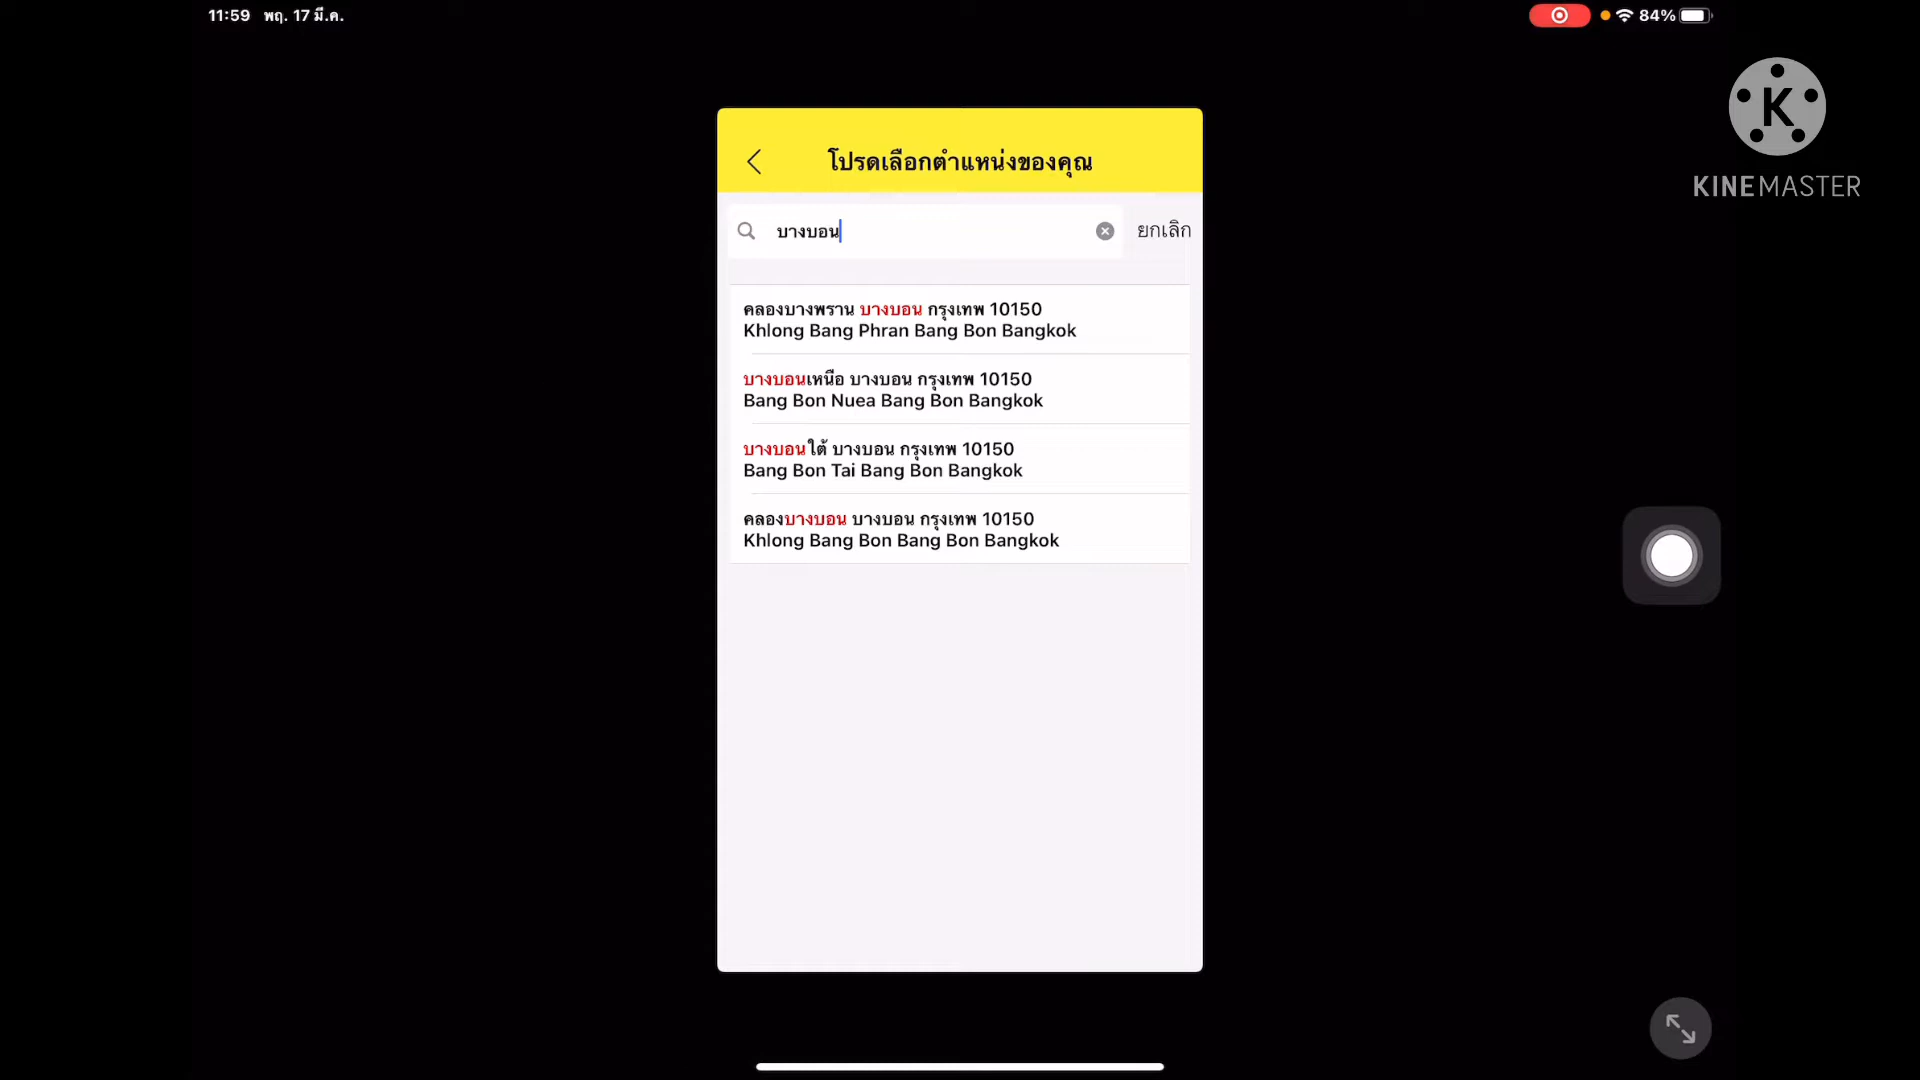 11:59 พฤ. 17 มี.ค.
84%
KINEMASTER
โปรดเลือกตำแหน่งของคุณ
บางบอน
ยกเลิก
คลองบางพราน บางบอน กรุงเทพ 10150
Khlong Bang Phran Bang Bon Bangkok
บางบอนเหนือ บางบอน กรุงเทพ 10150
Bang Bon Nuea Bang Bon Bangkok
บางบอนใต้ บางบอน กรุงเทพ 10150
Bang Bon Tai Bang Bon Bangkok
คลองบางบอน บางบอน กรุงเทพ 10150
Khlong Bang Bon Bang Bon Bangkok